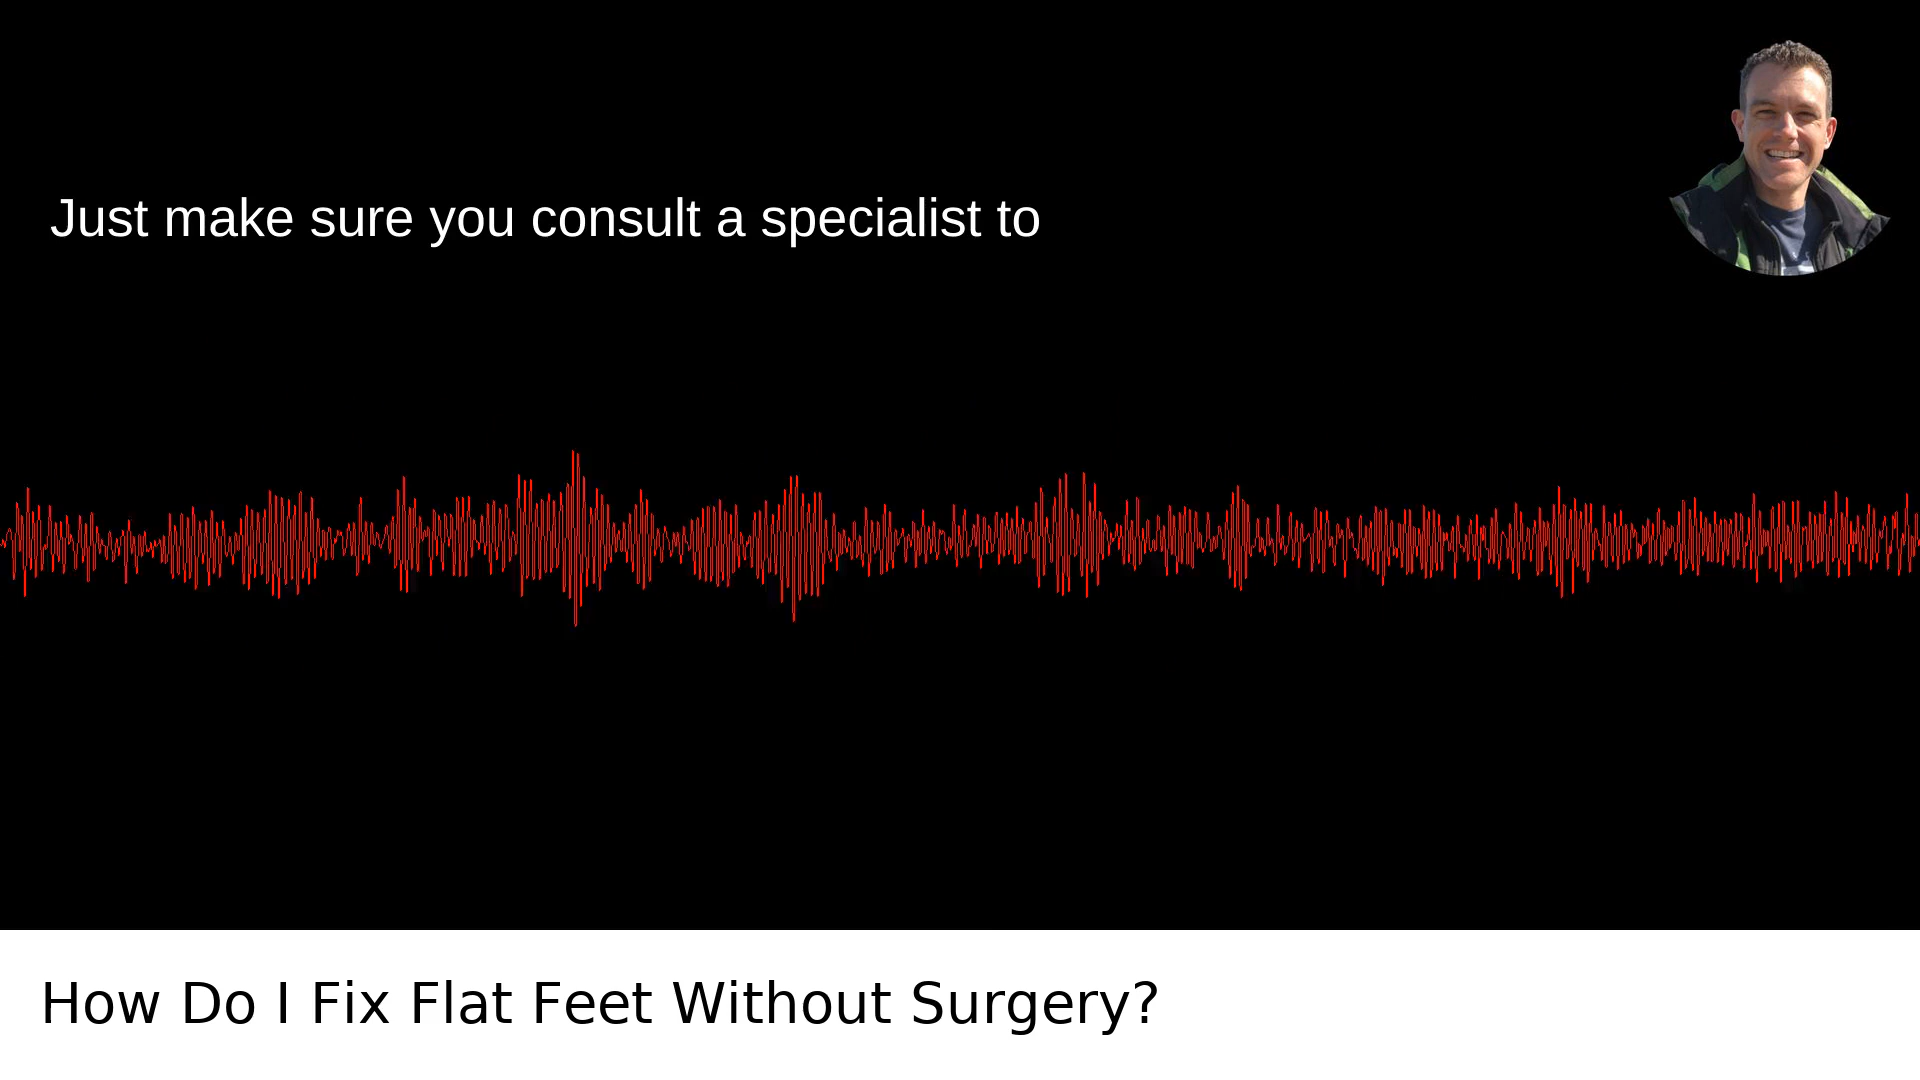 Just make sure you consult a specialist to
How Do I Fix Flat Feet Without Surgery?